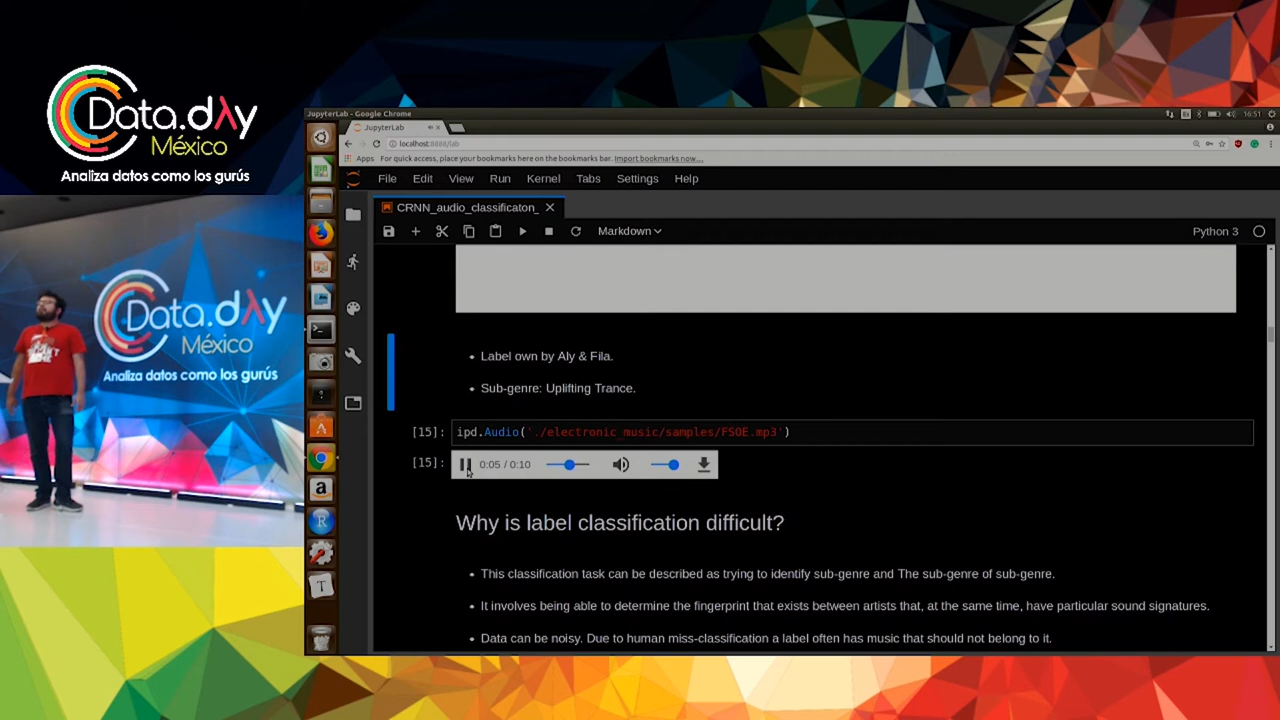 Data.dλy
México
Analiza datos como los gurús
JupyterLab - Google Chrome
16:51
JupyterLab
localhost:8888/lab
Apps For quick access, place your bookmarks here on the bookmarks bar. Import bookmarks now...
File Edit View Run Kernel Tabs Settings Help
CRNN_audio_classificaton_
Markdown
Python 3
• Label own by Aly & Fila.
• Sub-genre: Uplifting Trance.
[15]: ipd.Audio('./electronic_music/samples/FSOE.mp3')
[15]: 0:05 / 0:10
Why is label classification difficult?
• This classification task can be described as trying to identify sub-genre and The sub-genre of sub-genre.
• It involves being able to determine the fingerprint that exists between artists that, at the same time, have particular sound signatures.
• Data can be noisy. Due to human miss-classification a label often has music that should not belong to it.
Data.dλy
México
Analiza datos como los gurús